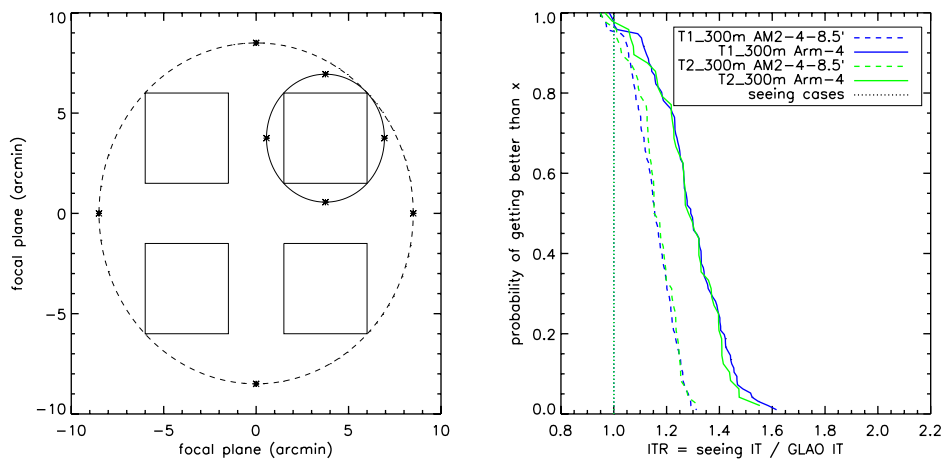 10
5
0
−5
−10
−10
−5
0
5
10
focal plane (arcmin)
focal plane (arcmin)
1.0
0.8
0.6
0.4
0.2
0.0
0.8
1.0
1.2
1.4
1.6
1.8
2.0
2.2
probability of getting better than x
ITR = seeing IT / GLAO IT
T1_300m AM2−4−8.5'
T1_300m Arm−4
T2_300m AM2−4−8.5'
T2_300m Arm−4
seeing cases